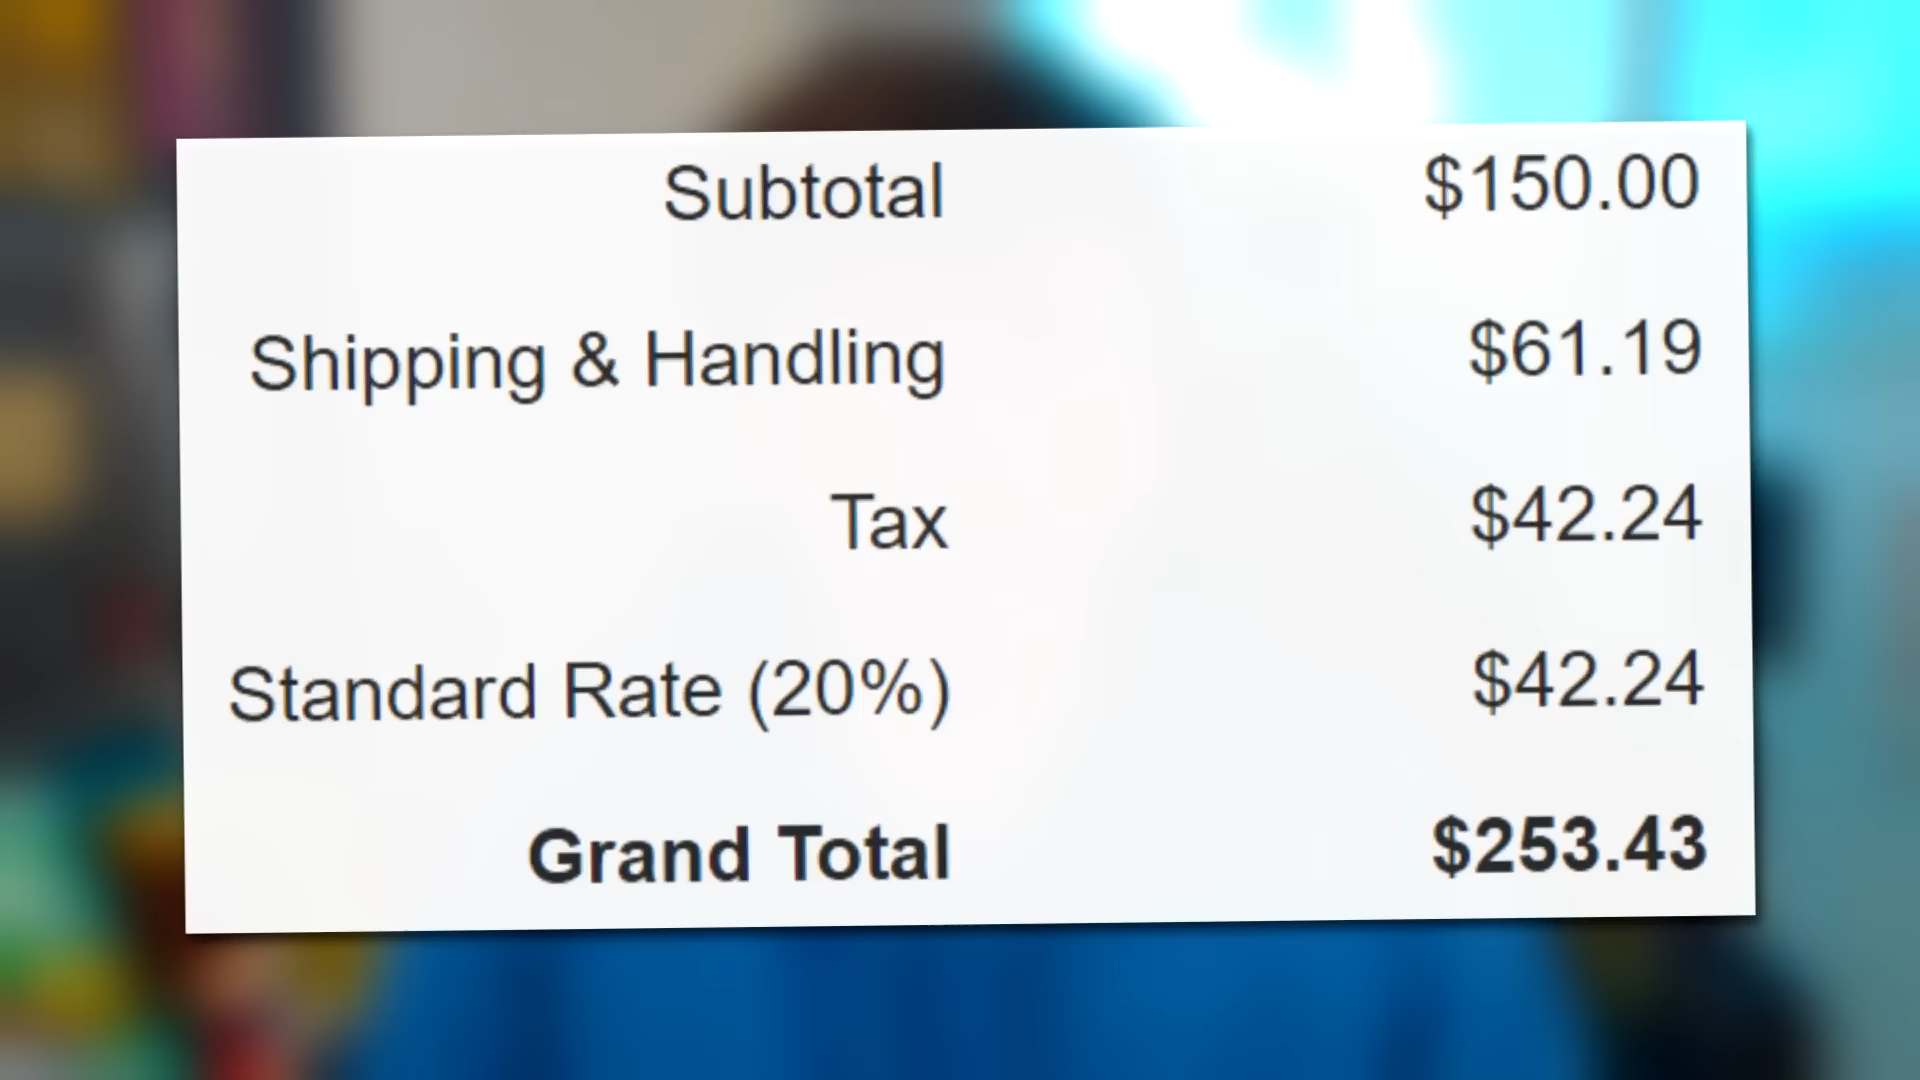 Subtotal $150.00
Shipping & Handling $61.19
Tax $42.24
Standard Rate (20%) $42.24
Grand Total $253.43